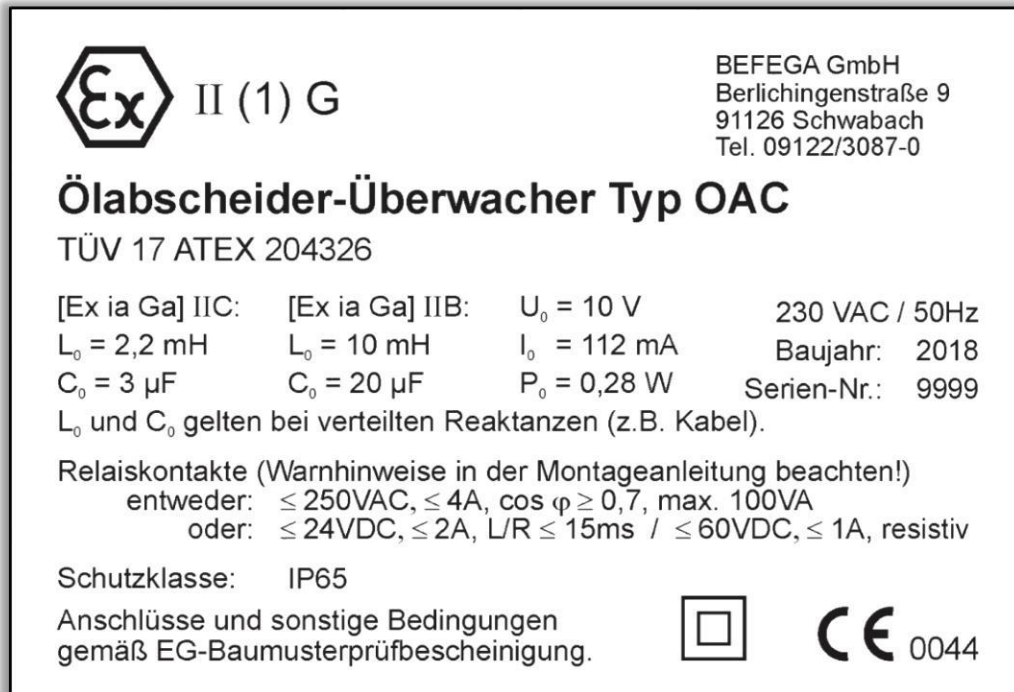 Ex II (1) G
BEFEGA GmbH
Berlichingenstraße 9
91126 Schwabach
Tel. 09122/3087-0
Ölabscheider-Überwacher Typ OAC
TÜV 17 ATEX 204326
[Ex ia Ga] IIC: [Ex ia Ga] IIB: U₀ = 10 V 230 VAC / 50Hz
L₀ = 2,2 mH L₀ = 10 mH I₀ = 112 mA Baujahr: 2018
C₀ = 3 µF C₀ = 20 µF P₀ = 0,28 W Serien-Nr.: 9999
L₀ und C₀ gelten bei verteilten Reaktanzen (z.B. Kabel).
Relaiskontakte (Warnhinweise in der Montageanleitung beachten!)
entweder: ≤ 250VAC, ≤ 4A, cos φ ≥ 0,7, max. 100VA
oder: ≤ 24VDC, ≤ 2A, L/R ≤ 15ms / ≤ 60VDC, ≤ 1A, resistiv
Schutzklasse: IP65
Anschlüsse und sonstige Bedingungen
gemäß EG-Baumusterprüfbescheinigung.
CE 0044